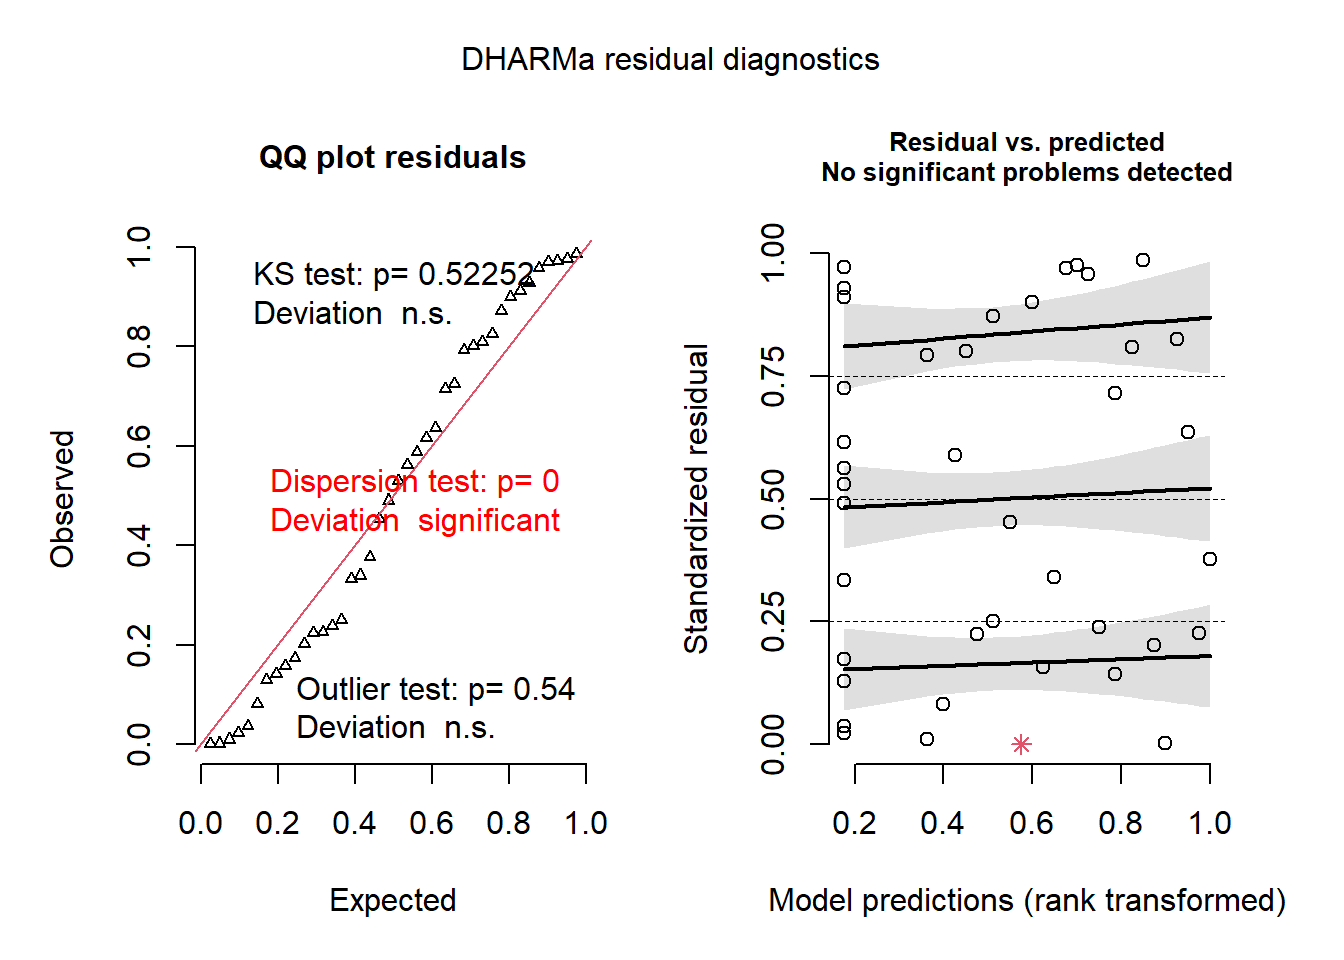 DHARMa residual diagnostics
QQ plot residuals
KS test: p= 0.52252
Deviation  n.s.
Dispersion test: p= 0
Deviation  significant
Outlier test: p= 0.54
Deviation  n.s.
Observed
0.0
0.2
0.4
0.6
0.8
1.0
0.0 0.2 0.4 0.6 0.8 1.0
Expected
Residual vs. predicted
No significant problems detected
Standardized residual
0.00
0.25
0.50
0.75
1.00
0.2 0.4 0.6 0.8 1.0
Model predictions (rank transformed)